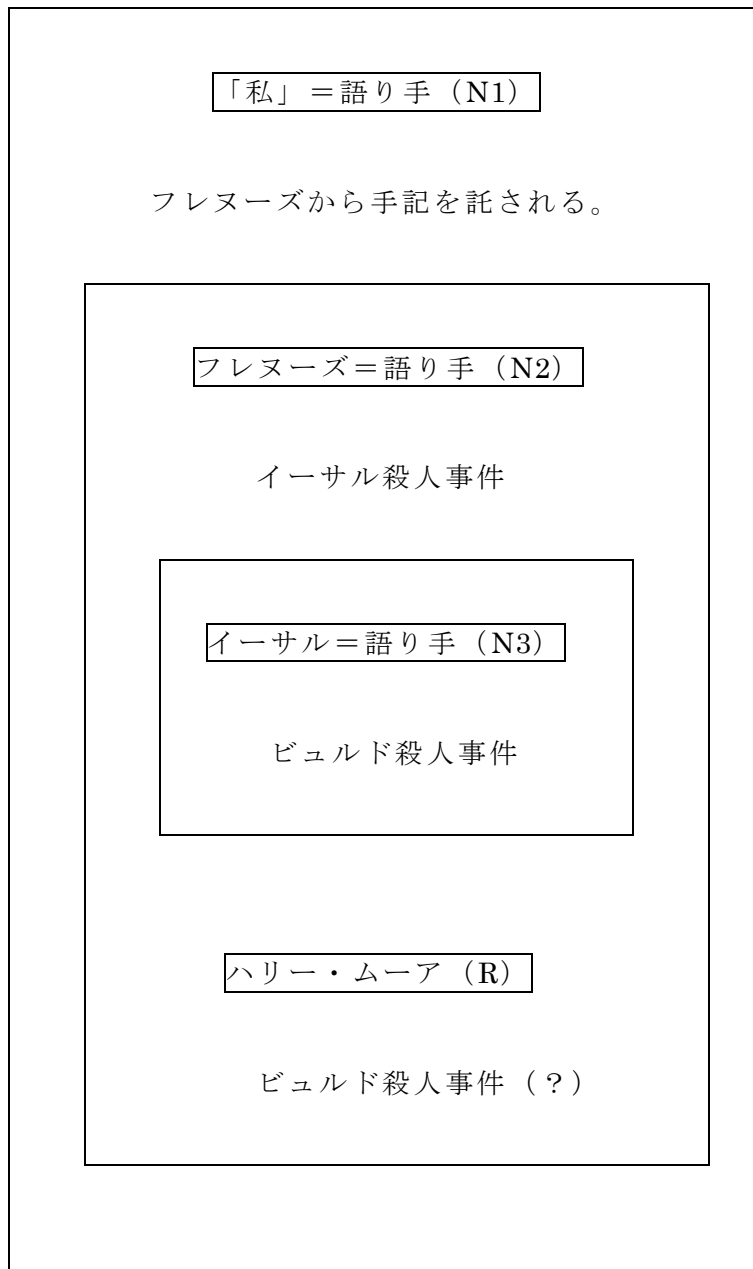 「私」＝語り手（N1）
フレヌーズから手記を託される。
フレヌーズ＝語り手（N2）
イーサル殺人事件
イーサル＝語り手（N3）
ビュルド殺人事件
ハリー・ムーア（R）
ビュルド殺人事件（？）